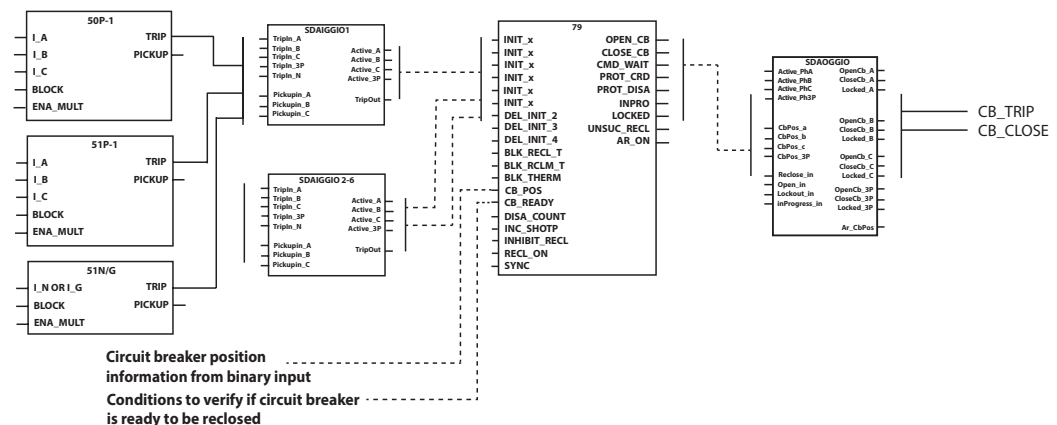 50P-1
I_A
I_B
I_C
BLOCK
ENA_MULT
TRIP
PICKUP
51P-1
I_A
I_B
I_C
BLOCK
ENA_MULT
TRIP
PICKUP
51N/G
I_N OR I_G
BLOCK
ENA_MULT
TRIP
PICKUP
SDAIGGIO1
TripIn_A
TripIn_B
TripIn_C
TripIn_3P
TripIn_N
Pickupin_A
Pickupin_B
Pickupin_C
Active_A
Active_B
Active_C
Active_3P
TripOut
SDAIGGIO 2-6
TripIn_A
TripIn_B
TripIn_C
TripIn_3P
TripIn_N
Pickupin_A
Pickupin_B
Pickupin_C
Active_A
Active_B
Active_C
Active_3P
TripOut
79
INIT_x
INIT_x
INIT_x
INIT_x
INIT_x
INIT_x
DEL_INIT_2
DEL_INIT_3
DEL_INIT_4
BLK_RECL_T
BLK_RCLM_T
BLK_THERM
CB_POS
CB_READY
DISA_COUNT
INC_SHOTP
INHIBIT_RECL
RECL_ON
SYNC
OPEN_CB
CLOSE_CB
CMD_WAIT
PROT_CRD
PROT_DISA
INPRO
LOCKED
UNSUC_RECL
AR_ON
SDAOGGIO
Active_PhA
Active_PhB
Active_PhC
Active_Ph3P
CbPos_a
CbPos_b
CbPos_c
CbPos_3P
Reclose_in
Open_in
Lockout_in
inProgress_in
OpenCb_A
CloseCb_A
Locked_A
OpenCb_B
CloseCb_B
Locked_B
OpenCb_C
CloseCb_C
Locked_C
OpenCb_3P
CloseCb_3P
Locked_3P
Ar_CbPos
CB_TRIP
CB_CLOSE
Circuit breaker position
information from binary input
Conditions to verify if circuit breaker
is ready to be reclosed